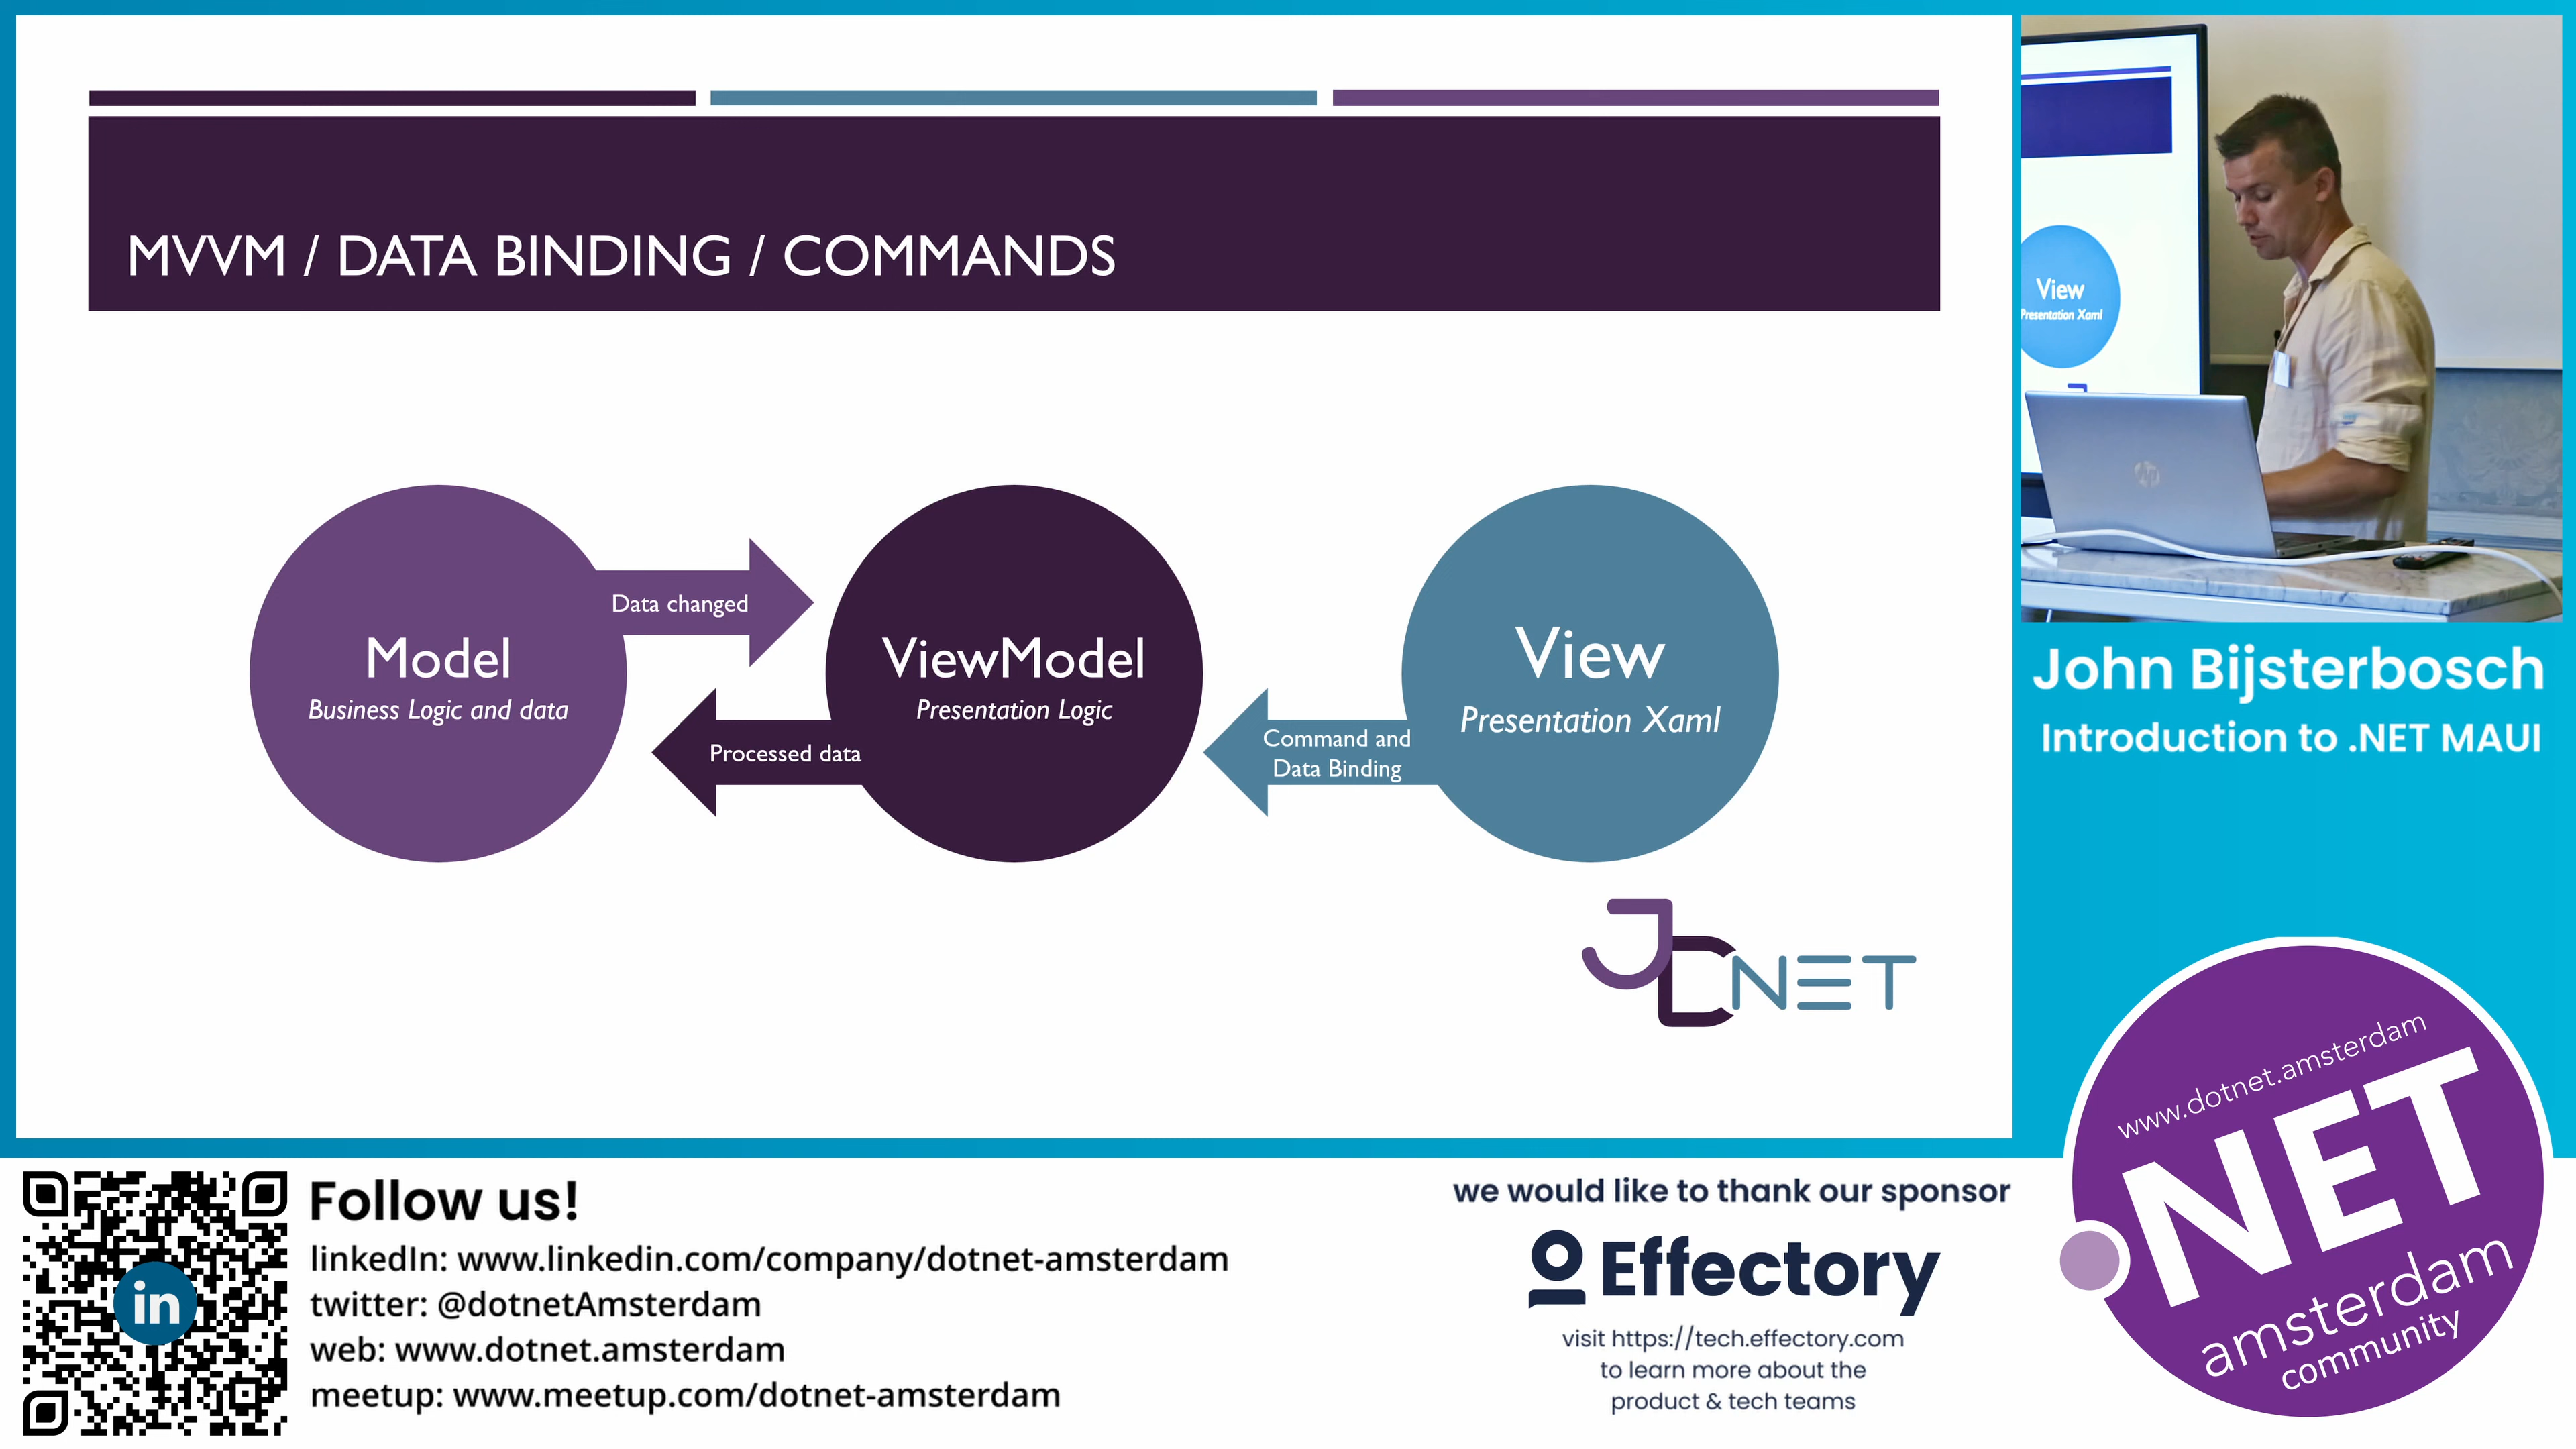 MVVM / DATA BINDING / COMMANDS
Model
Business Logic and data
Data changed
Processed data
ViewModel
Presentation Logic
Command and
Data Binding
View
Presentation Xaml
JDNET
View
Presentation Xaml
hp
John Bijsterbosch
Introduction to .NET MAUI
www.dotnet.amsterdam
.NET
amsterdam
community
in
Follow us!
linkedIn: www.linkedin.com/company/dotnet-amsterdam
twitter: @dotnetAmsterdam
web: www.dotnet.amsterdam
meetup: www.meetup.com/dotnet-amsterdam
we would like to thank our sponsor
Effectory
visit https://tech.effectory.com
to learn more about the
product & tech teams